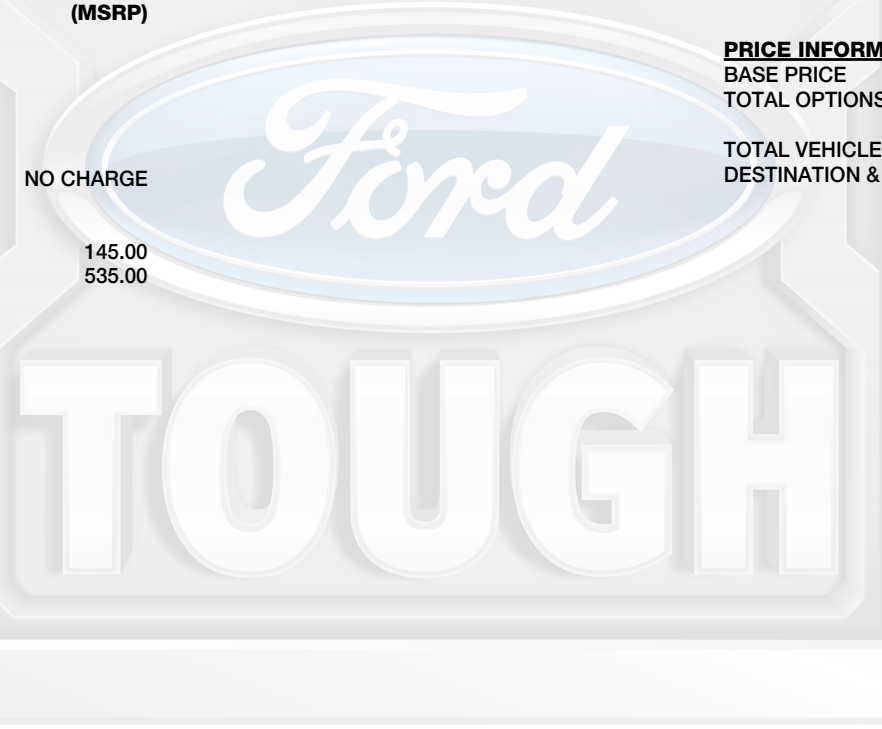 (MSRP)
PRICE INFORM
BASE PRICE
TOTAL OPTIONS
TOTAL VEHICLE
DESTINATION &
NO CHARGE
145.00
535.00
Ford
TOUGH